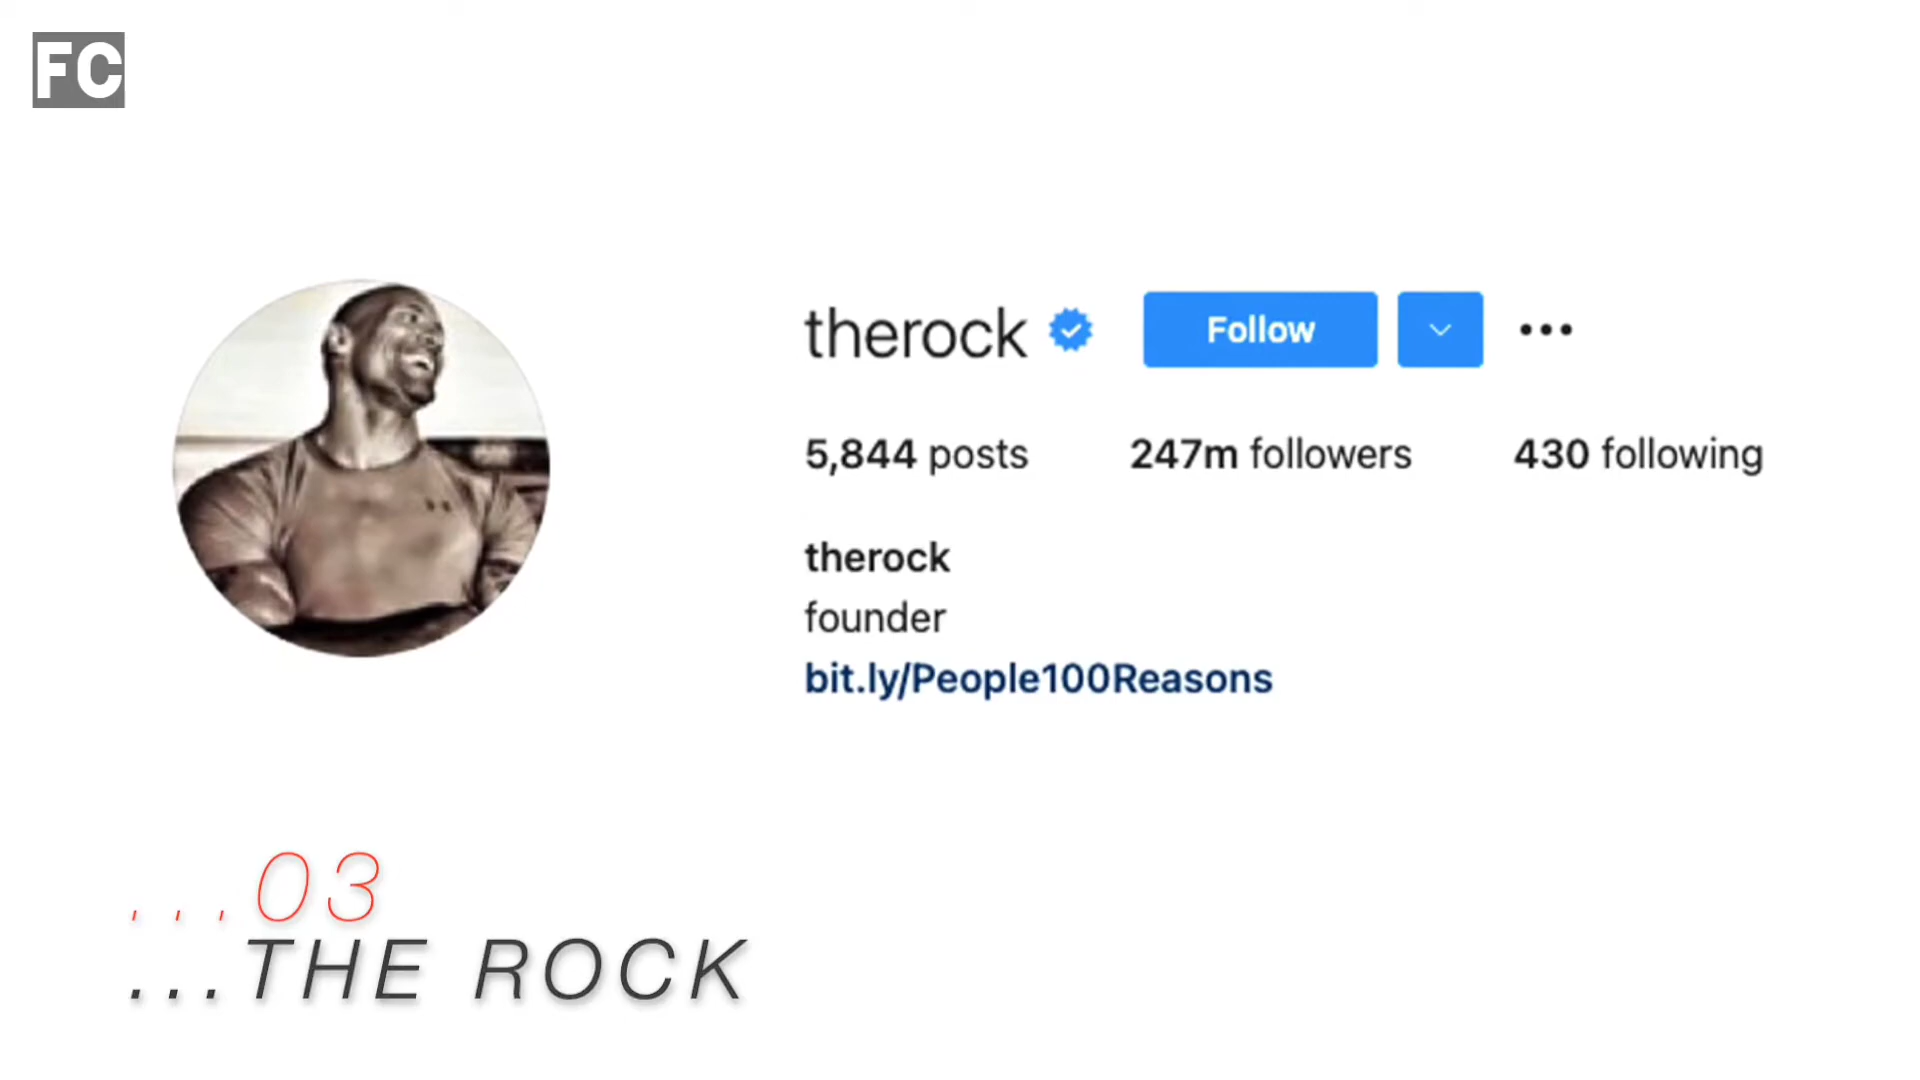 FC
therock
Follow
5,844 posts 247m followers 430 following
therock
founder
bit.ly/People100Reasons
...03
...THE ROCK